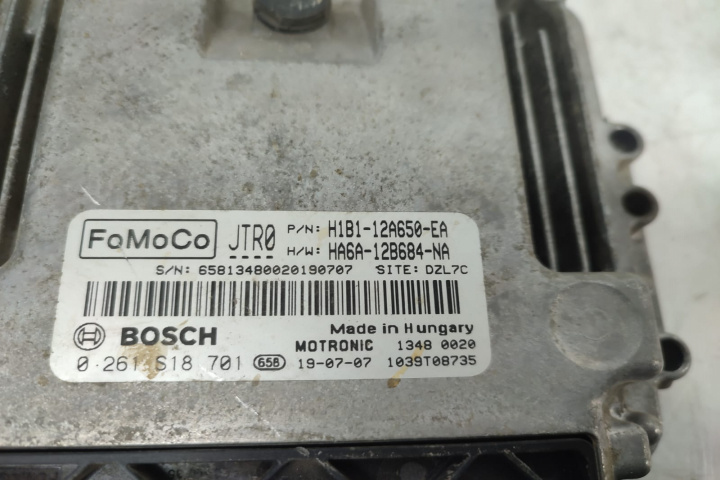 FoMoCo JTR0 P/N: H1B1-12A650-EA
H/W: HA6A-12B684-NA
S/N: 65813480020190707 SITE: DZL7C
BOSCH Made in Hungary
MOTRONIC 1348 0020
0 261 S18 701 658 19-07-07 1039T08735